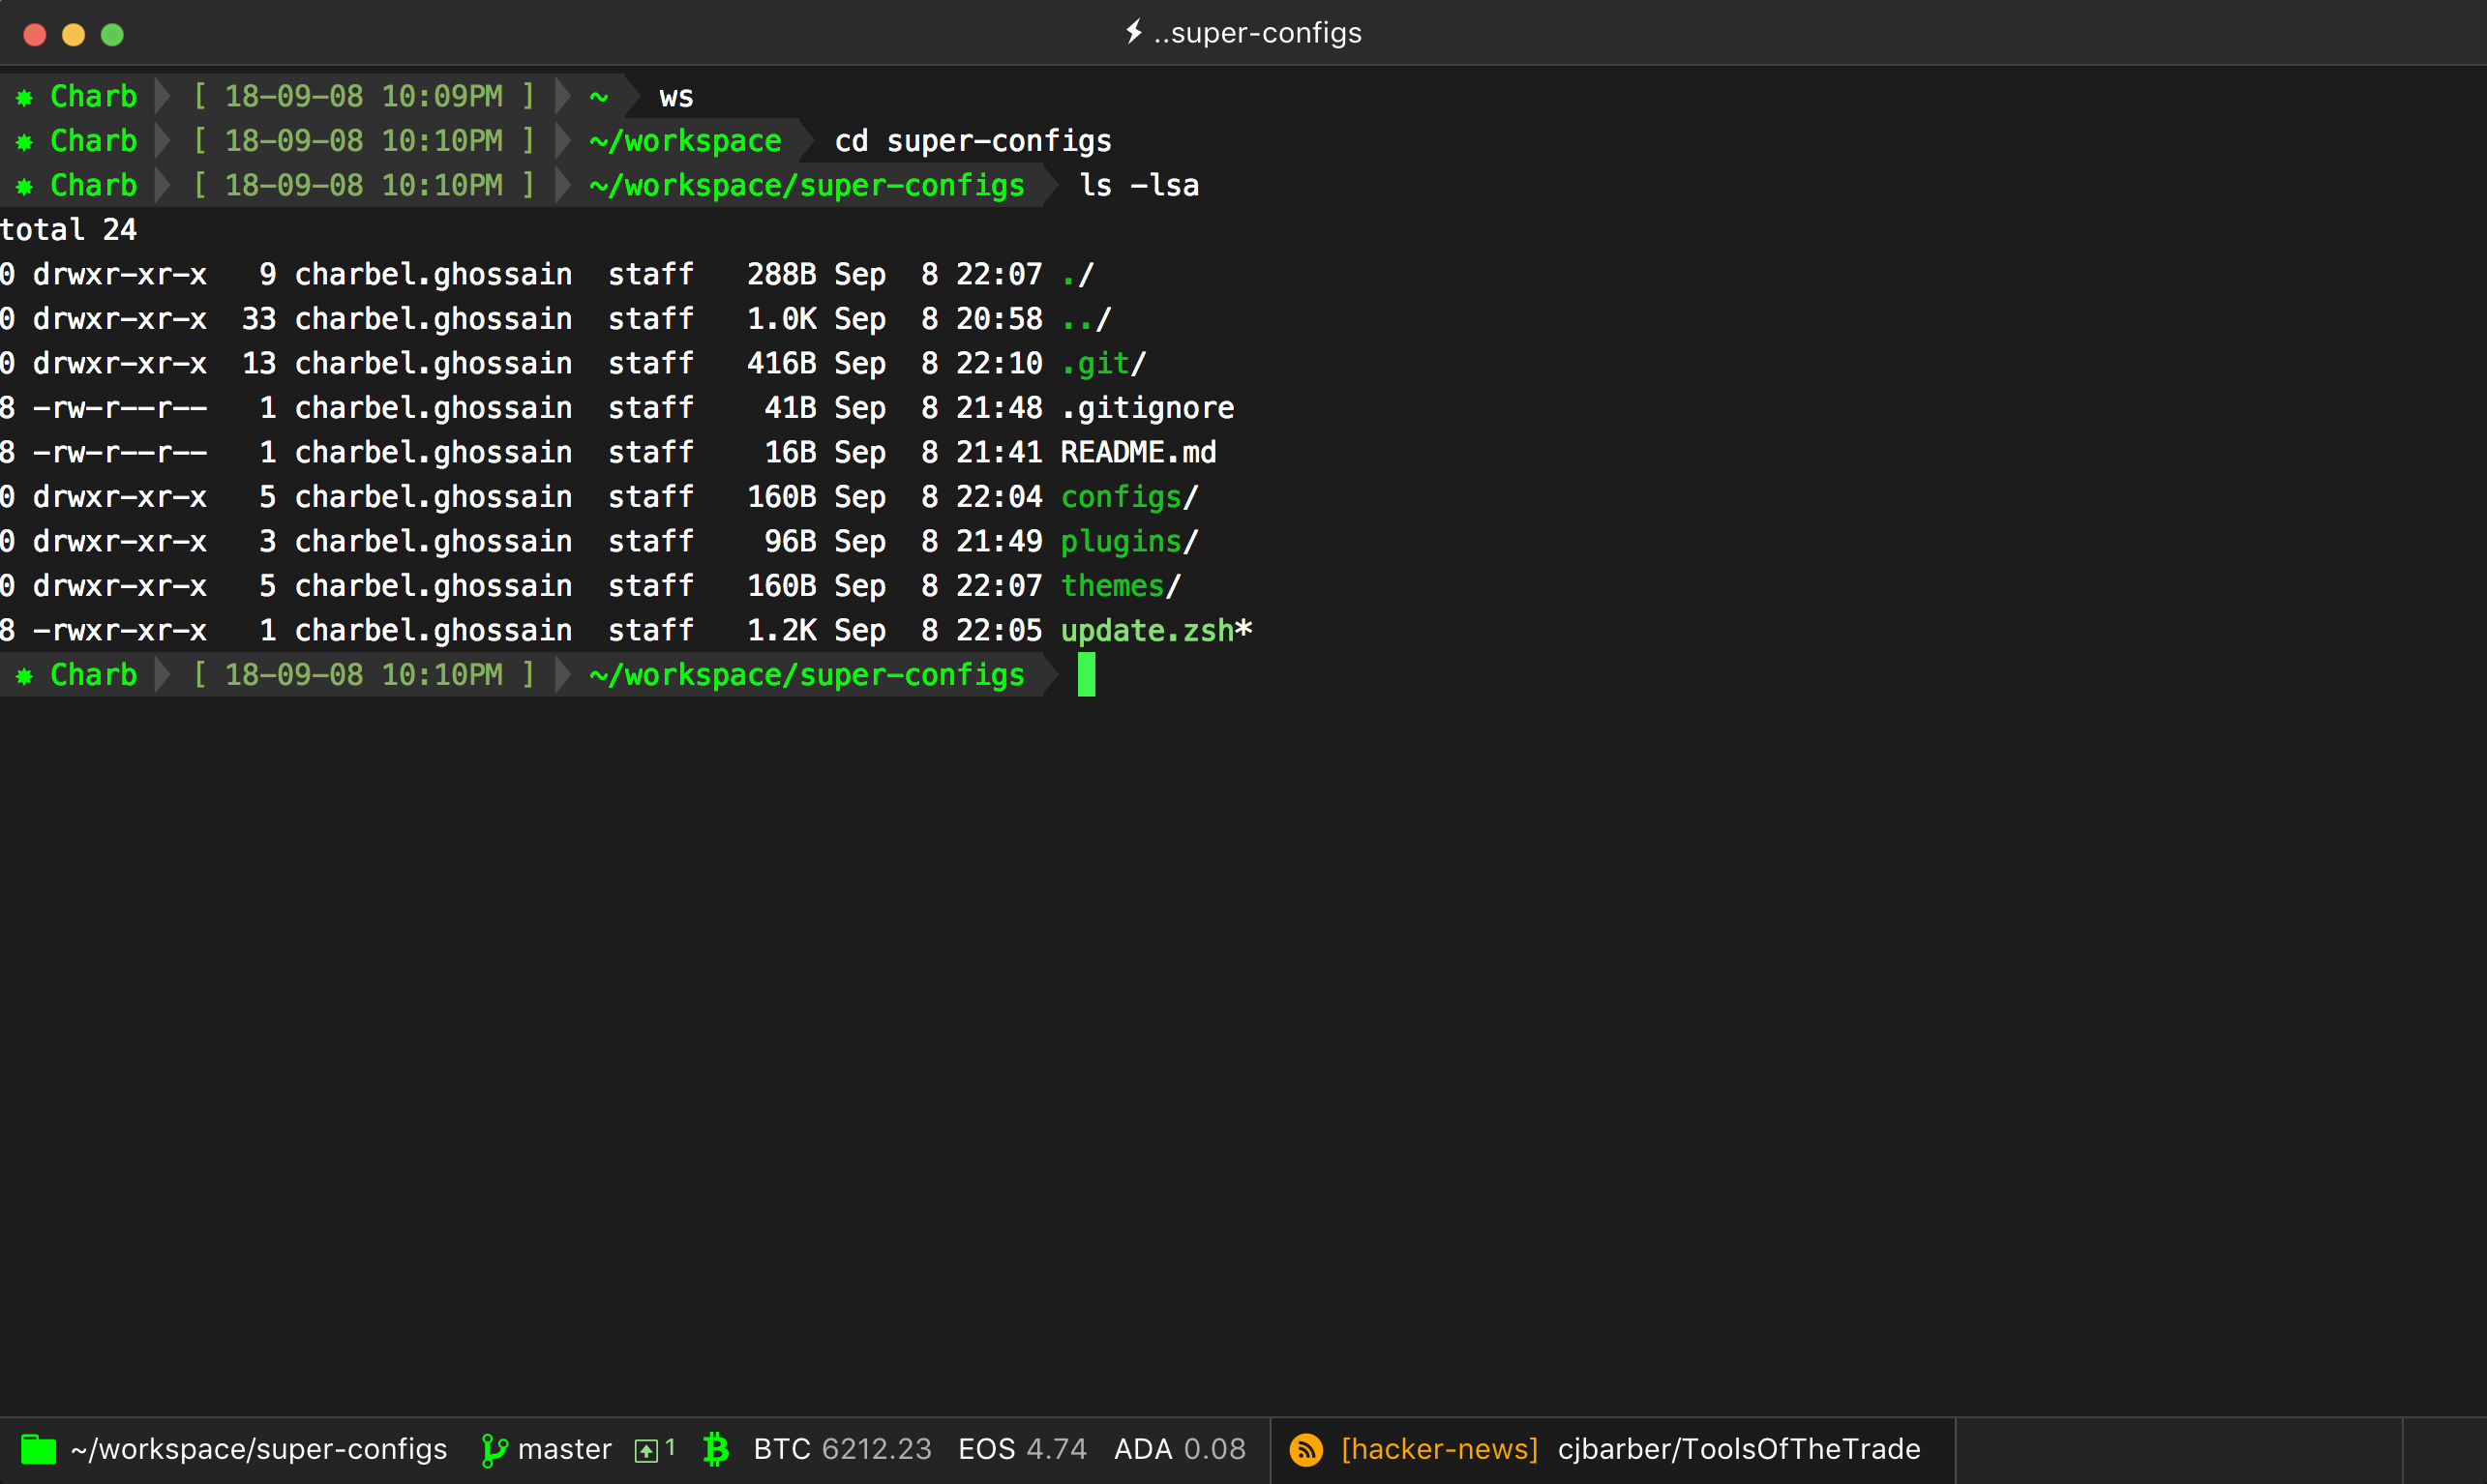 ..super-configs
Charb [ 18-09-08 10:09PM ] ~ ws
Charb [ 18-09-08 10:10PM ] ~/workspace cd super-configs
Charb [ 18-09-08 10:10PM ] ~/workspace/super-configs ls -lsa
total 24
0 drwxr-xr-x   9 charbel.ghossain  staff   288B Sep  8 22:07 ./
0 drwxr-xr-x  33 charbel.ghossain  staff   1.0K Sep  8 20:58 ../
0 drwxr-xr-x  13 charbel.ghossain  staff   416B Sep  8 22:10 .git/
8 -rw-r--r--   1 charbel.ghossain  staff    41B Sep  8 21:48 .gitignore
8 -rw-r--r--   1 charbel.ghossain  staff    16B Sep  8 21:41 README.md
0 drwxr-xr-x   5 charbel.ghossain  staff   160B Sep  8 22:04 configs/
0 drwxr-xr-x   3 charbel.ghossain  staff    96B Sep  8 21:49 plugins/
0 drwxr-xr-x   5 charbel.ghossain  staff   160B Sep  8 22:07 themes/
8 -rwxr-xr-x   1 charbel.ghossain  staff   1.2K Sep  8 22:05 update.zsh*
Charb [ 18-09-08 10:10PM ] ~/workspace/super-configs
~/workspace/super-configs master 1 BTC 6212.23 EOS 4.74 ADA 0.08 [hacker-news] cjbarber/ToolsOfTheTrade